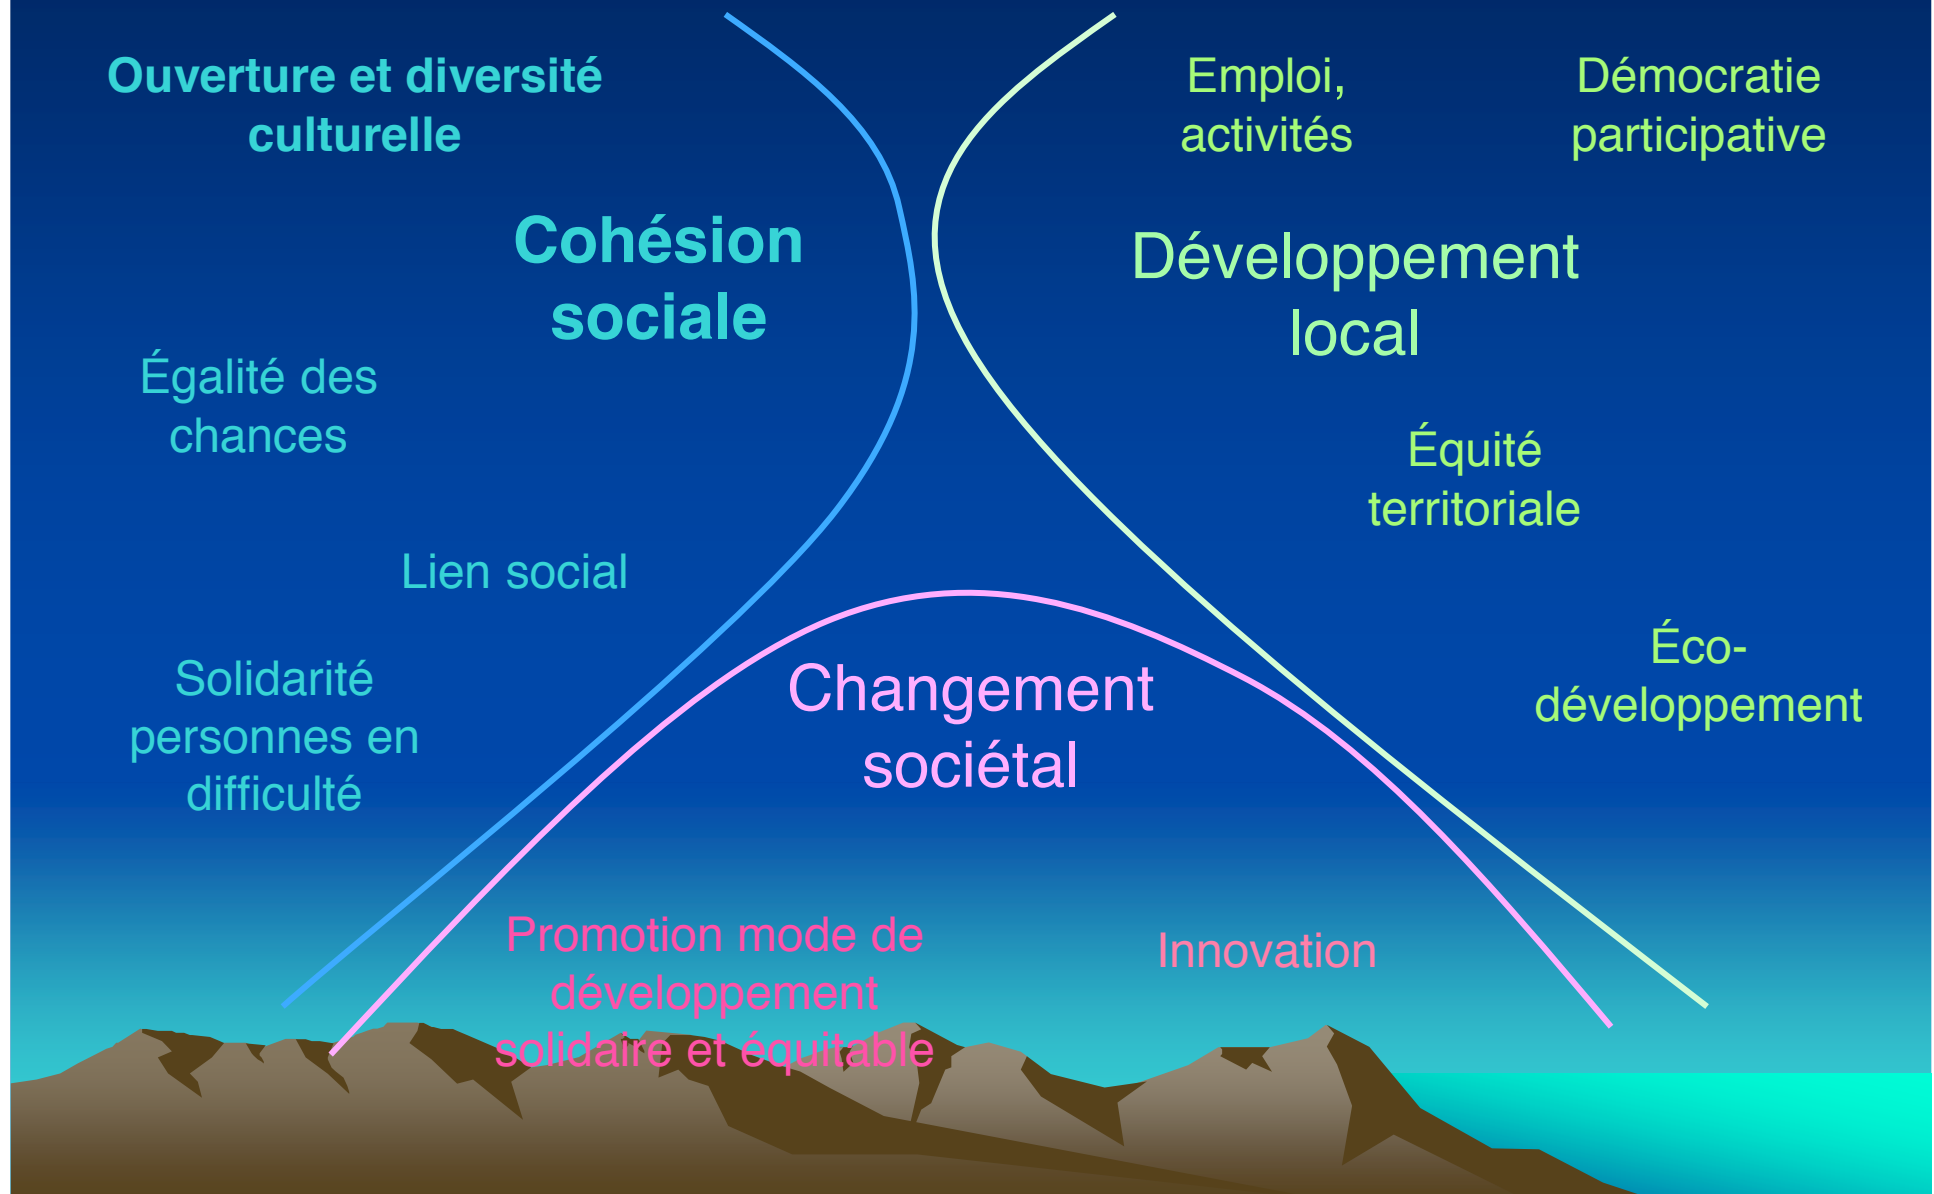 Ouverture et diversité
culturelle
Cohésion
sociale
Égalité des
chances
Lien social
Solidarité
personnes en
difficulté
Emploi,
activités
Démocratie
participative
Développement
local
Équité
territoriale
Éco-
développement
Changement
sociétal
Promotion mode de
développement
solidaire et équitable
Innovation